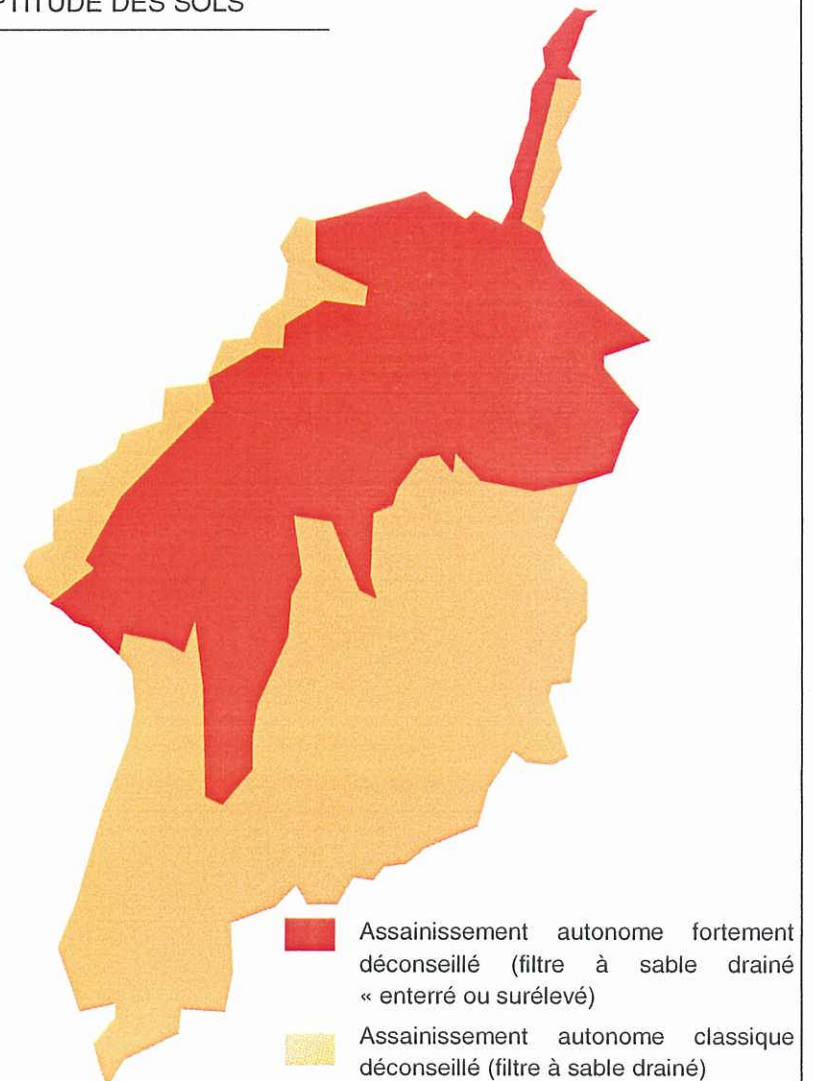 PTITUDE DES SOLS
Assainissement autonome fortement
déconseillé (filtre à sable drainé
« enterré ou surélevé)
Assainissement autonome classique
déconseillé (filtre à sable drainé)